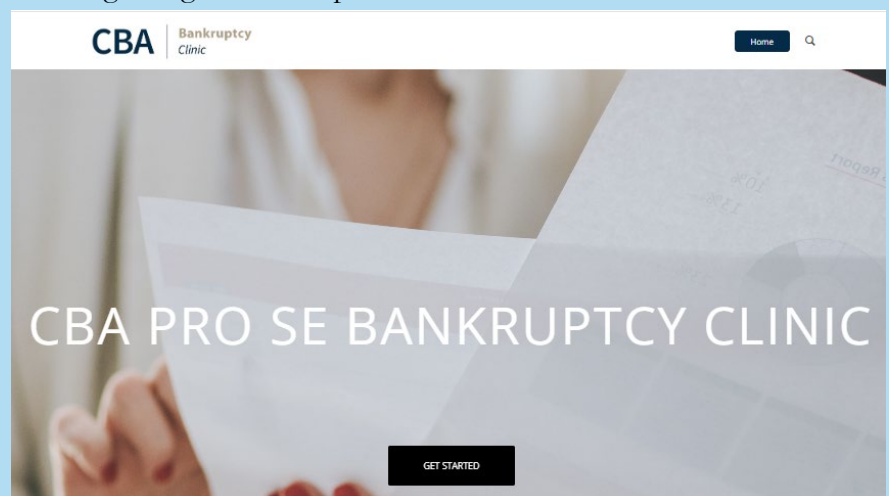 CBA
Bankruptcy
Clinic
Home
CBA PRO SE BANKRUPTCY CLINIC
GET STARTED